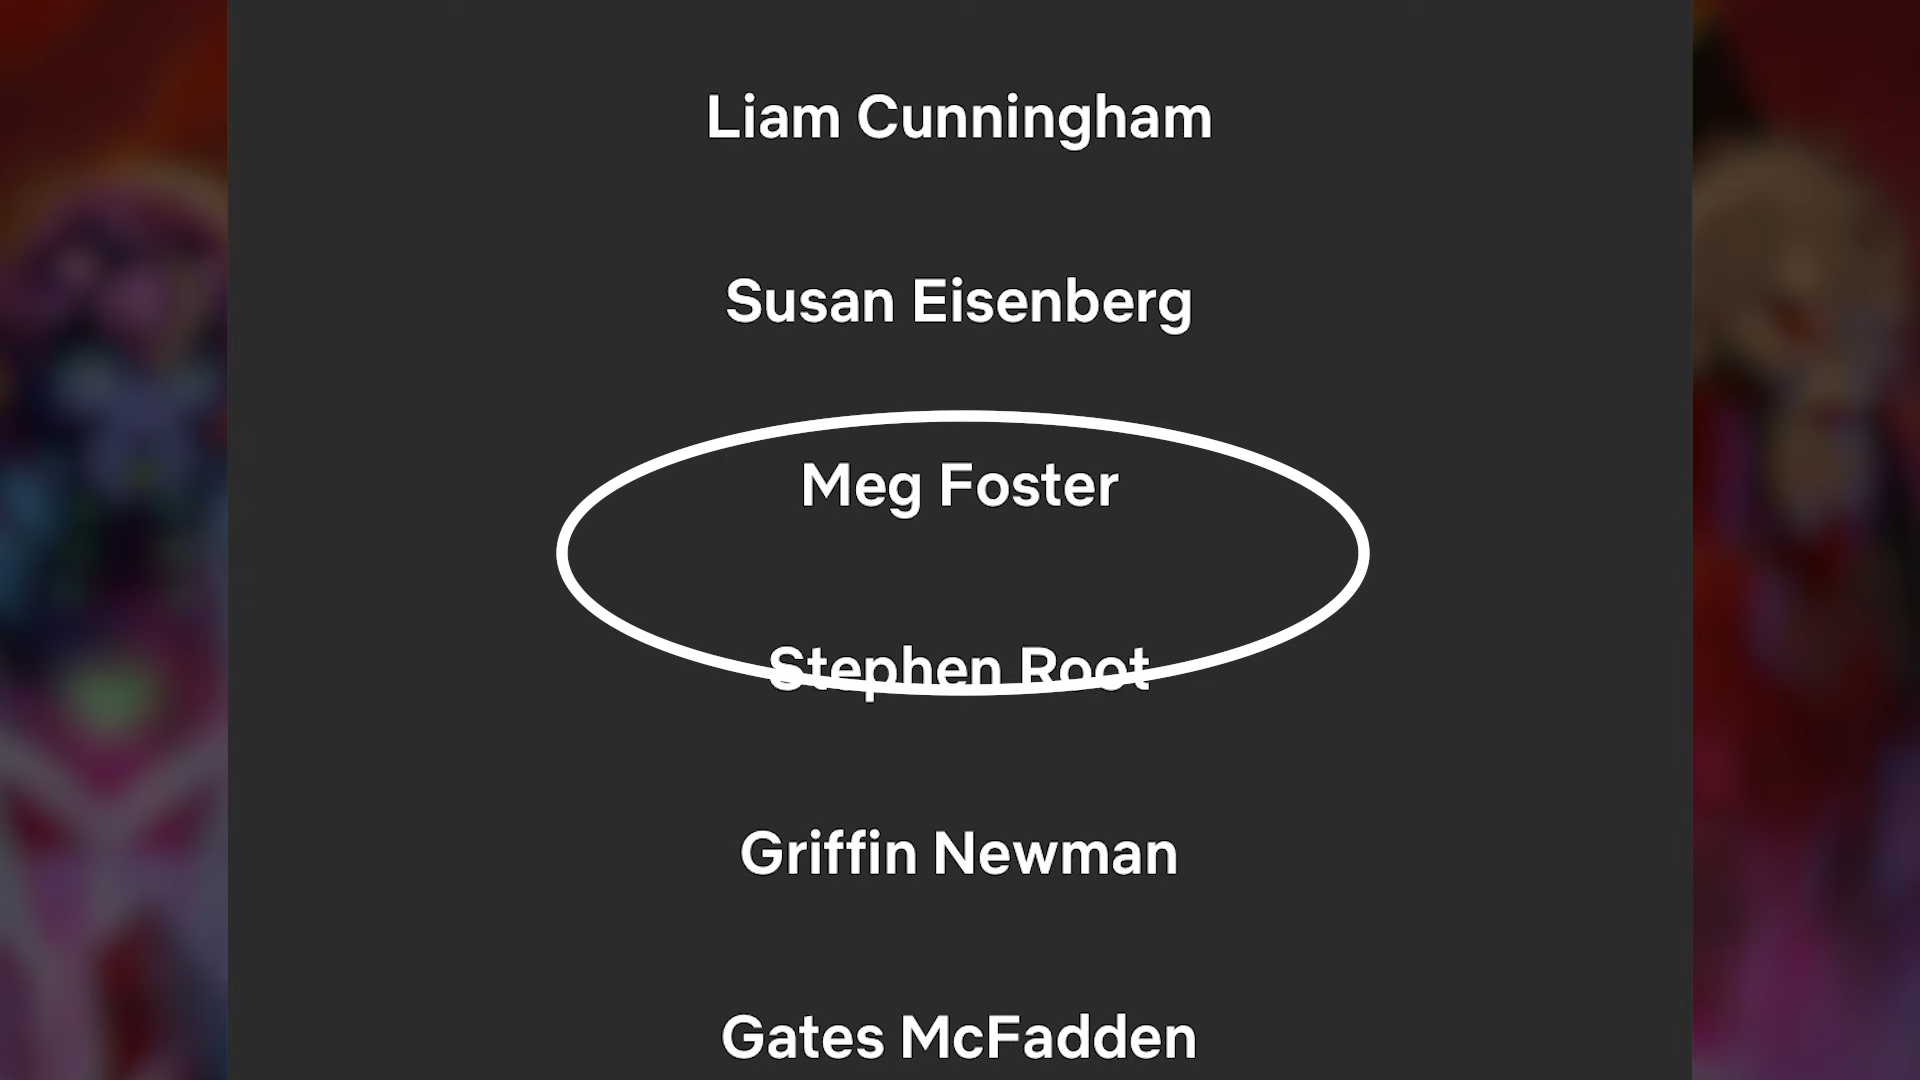 Liam Cunningham
Susan Eisenberg
Meg Foster
Stephen Root
Griffin Newman
Gates McFadden